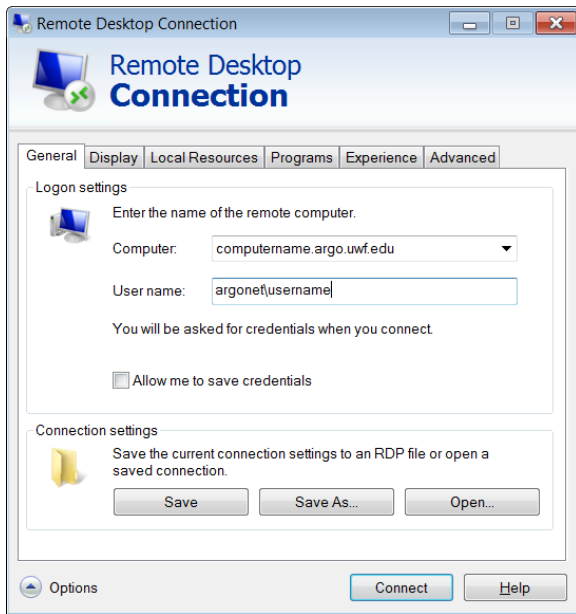 Remote Desktop Connection
Remote Desktop
Connection
General Display Local Resources Programs Experience Advanced
Logon settings
Enter the name of the remote computer.
Computer: computername.argo.uwf.edu
User name: argonet\username
You will be asked for credentials when you connect.
Allow me to save credentials
Connection settings
Save the current connection settings to an RDP file or open a
saved connection.
Save Save As... Open...
Options Connect Help